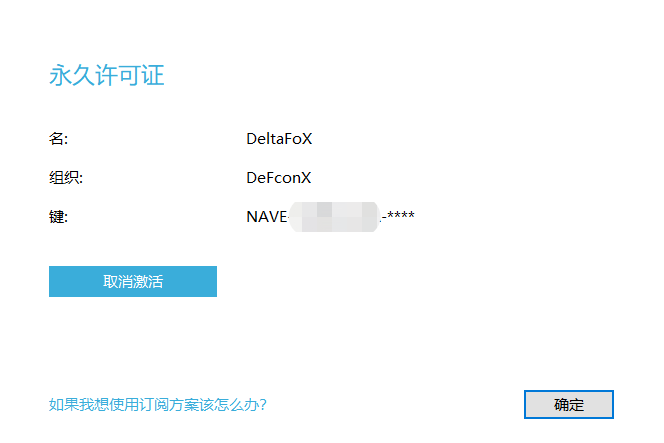 永久许可证
名: DeltaFoX
组织: DeFconX
键: NAVE- -****
取消激活
如果我想使用订阅方案该怎么办?
确定